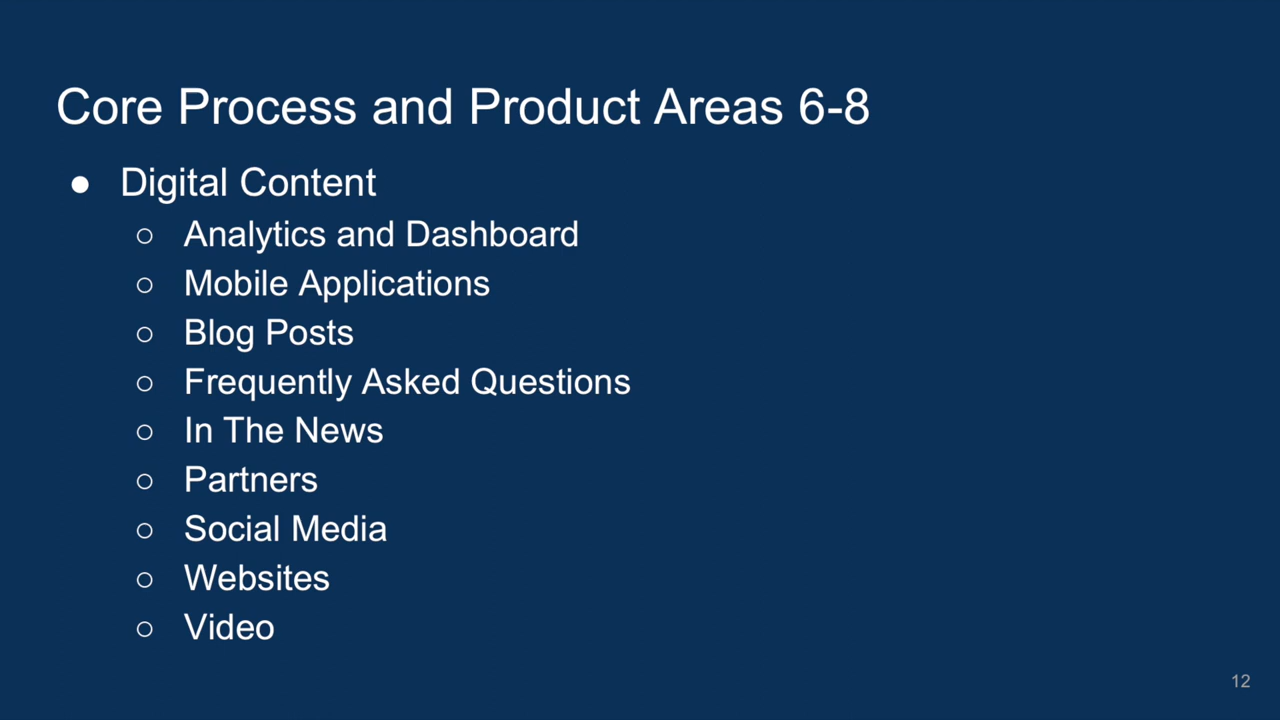 Core Process and Product Areas 6-8
● Digital Content
○ Analytics and Dashboard
○ Mobile Applications
○ Blog Posts
○ Frequently Asked Questions
○ In The News
○ Partners
○ Social Media
○ Websites
○ Video
12